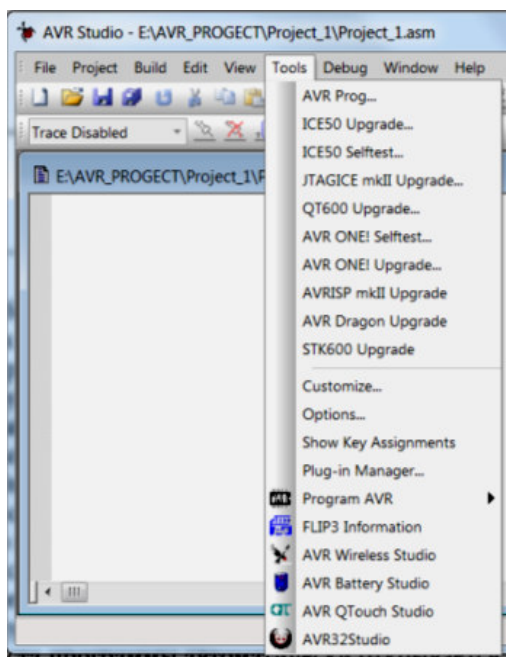 AVR Studio - E:\AVR_PROGECT\Project_1\Project_1.asm
File Project Build Edit View Tools Debug Window Help
Trace Disabled
E:\AVR_PROGECT\Project_1\P
AVR Prog...
ICE50 Upgrade...
ICE50 Selftest...
JTAGICE mkII Upgrade...
QT600 Upgrade...
AVR ONE! Selftest...
AVR ONE! Upgrade...
AVRISP mkII Upgrade
AVR Dragon Upgrade
STK600 Upgrade
Customize...
Options...
Show Key Assignments
Plug-in Manager...
Program AVR
FLIP3 Information
AVR Wireless Studio
AVR Battery Studio
AVR QTouch Studio
AVR32Studio